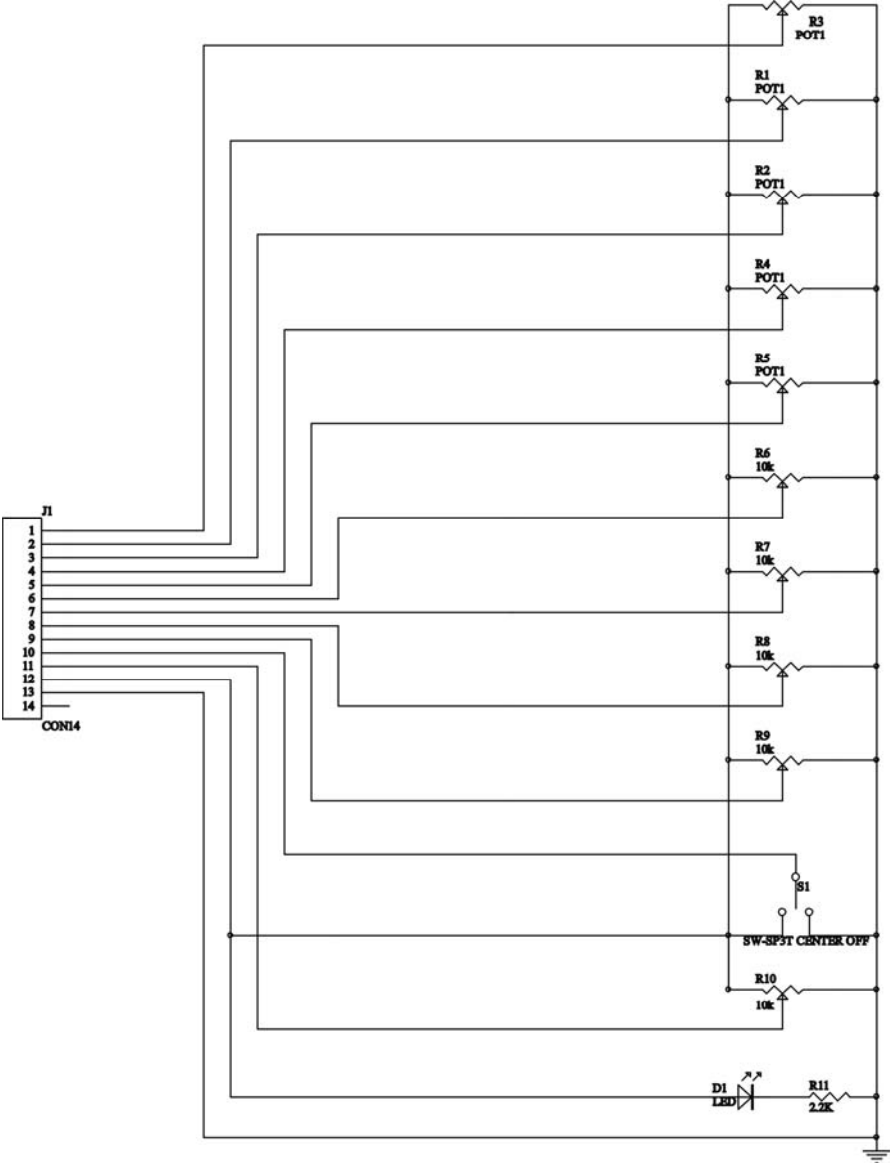 R3
POT1
R1
POT1
R2
POT1
R4
POT1
R5
POT1
R6
10k
R7
10k
R8
10k
R9
10k
J1
1
2
3
4
5
6
7
8
9
10
11
12
13
14
CON14
S1
SW-SP3T CENTER OFF
R10
10k
D1
LED
R11
2.2K